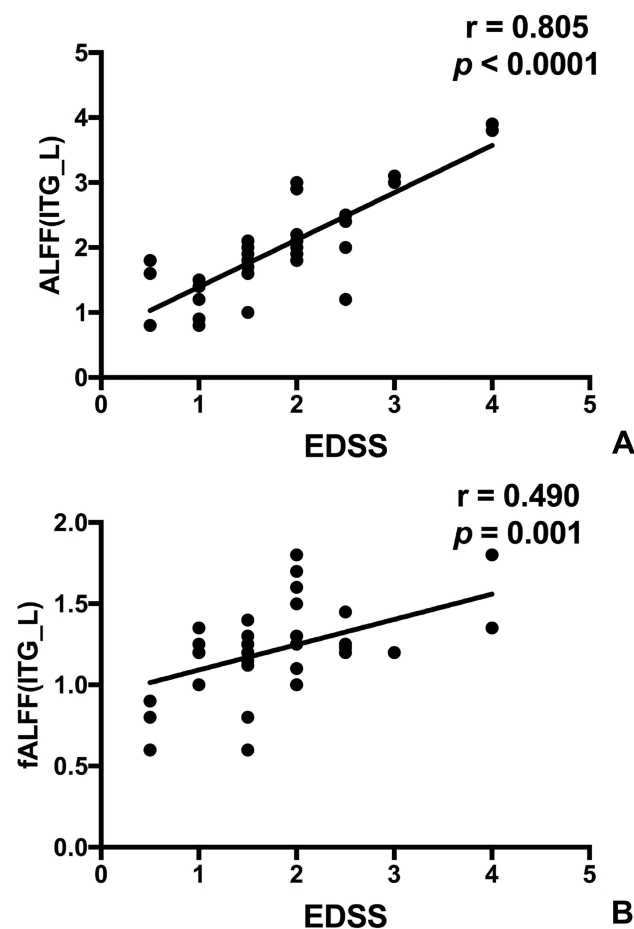 r = 0.805
p < 0.0001
5
4
3
2
1
0
ALFF(ITG_L)
0 1 2 3 4 5
EDSS
A
r = 0.490
p = 0.001
2.0
1.5
1.0
0.5
0.0
fALFF(ITG_L)
0 1 2 3 4 5
EDSS
B